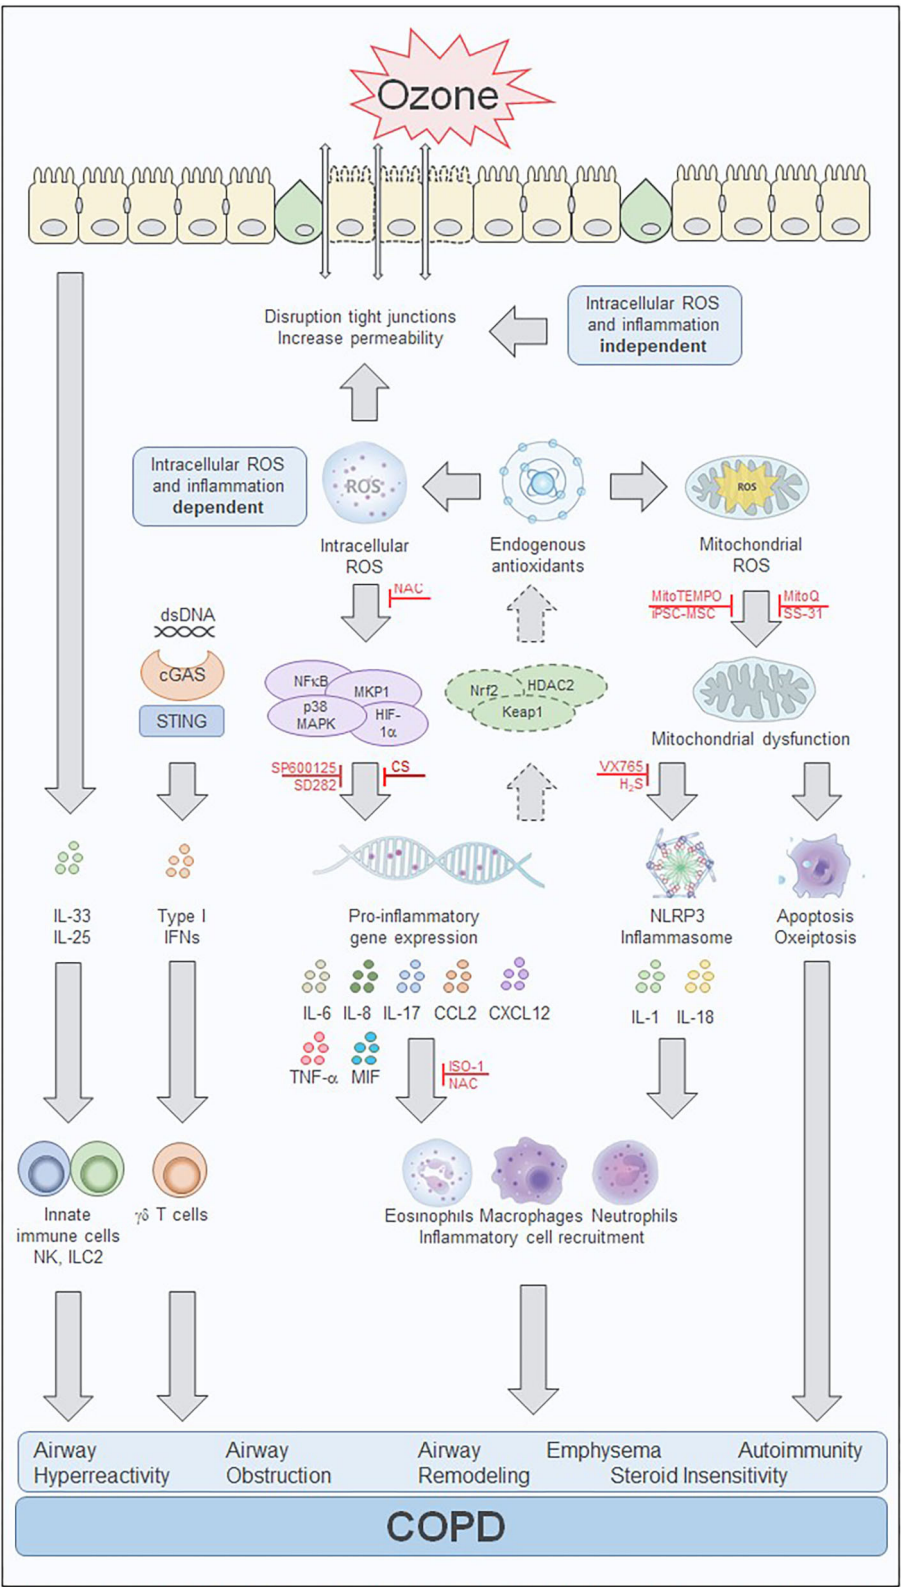 Ozone
Disruption tight junctions
Increase permeability
Intracellular ROS
and inflammation
independent
Intracellular ROS
and inflammation
dependent
ROS
ROS
Intracellular
ROS
Endogenous
antioxidants
Mitochondrial
ROS
NAC
MitoTEMPO
iPSC-MSC
MitoQ
SS-31
dsDNA
cGAS
STING
NFκB
MKP1
p38
MAPK
HIF-
1α
Nrf2
HDAC2
Keap1
Mitochondrial dysfunction
SP600125
SD282
CS
VX765
H₂S
IL-33
IL-25
Type I
IFNs
Pro-inflammatory
gene expression
NLRP3
Inflammasome
Apoptosis
Oxeiptosis
IL-6 IL-8 IL-17 CCL2 CXCL12
IL-1 IL-18
TNF-α MIF
ISO-1
NAC
Innate
immune cells
NK, ILC2
γδ T cells
Eosinophils Macrophages Neutrophils
Inflammatory cell recruitment
Airway
Hyperreactivity
Airway
Obstruction
Airway
Remodeling
Emphysema
Steroid Insensitivity
Autoimmunity
COPD